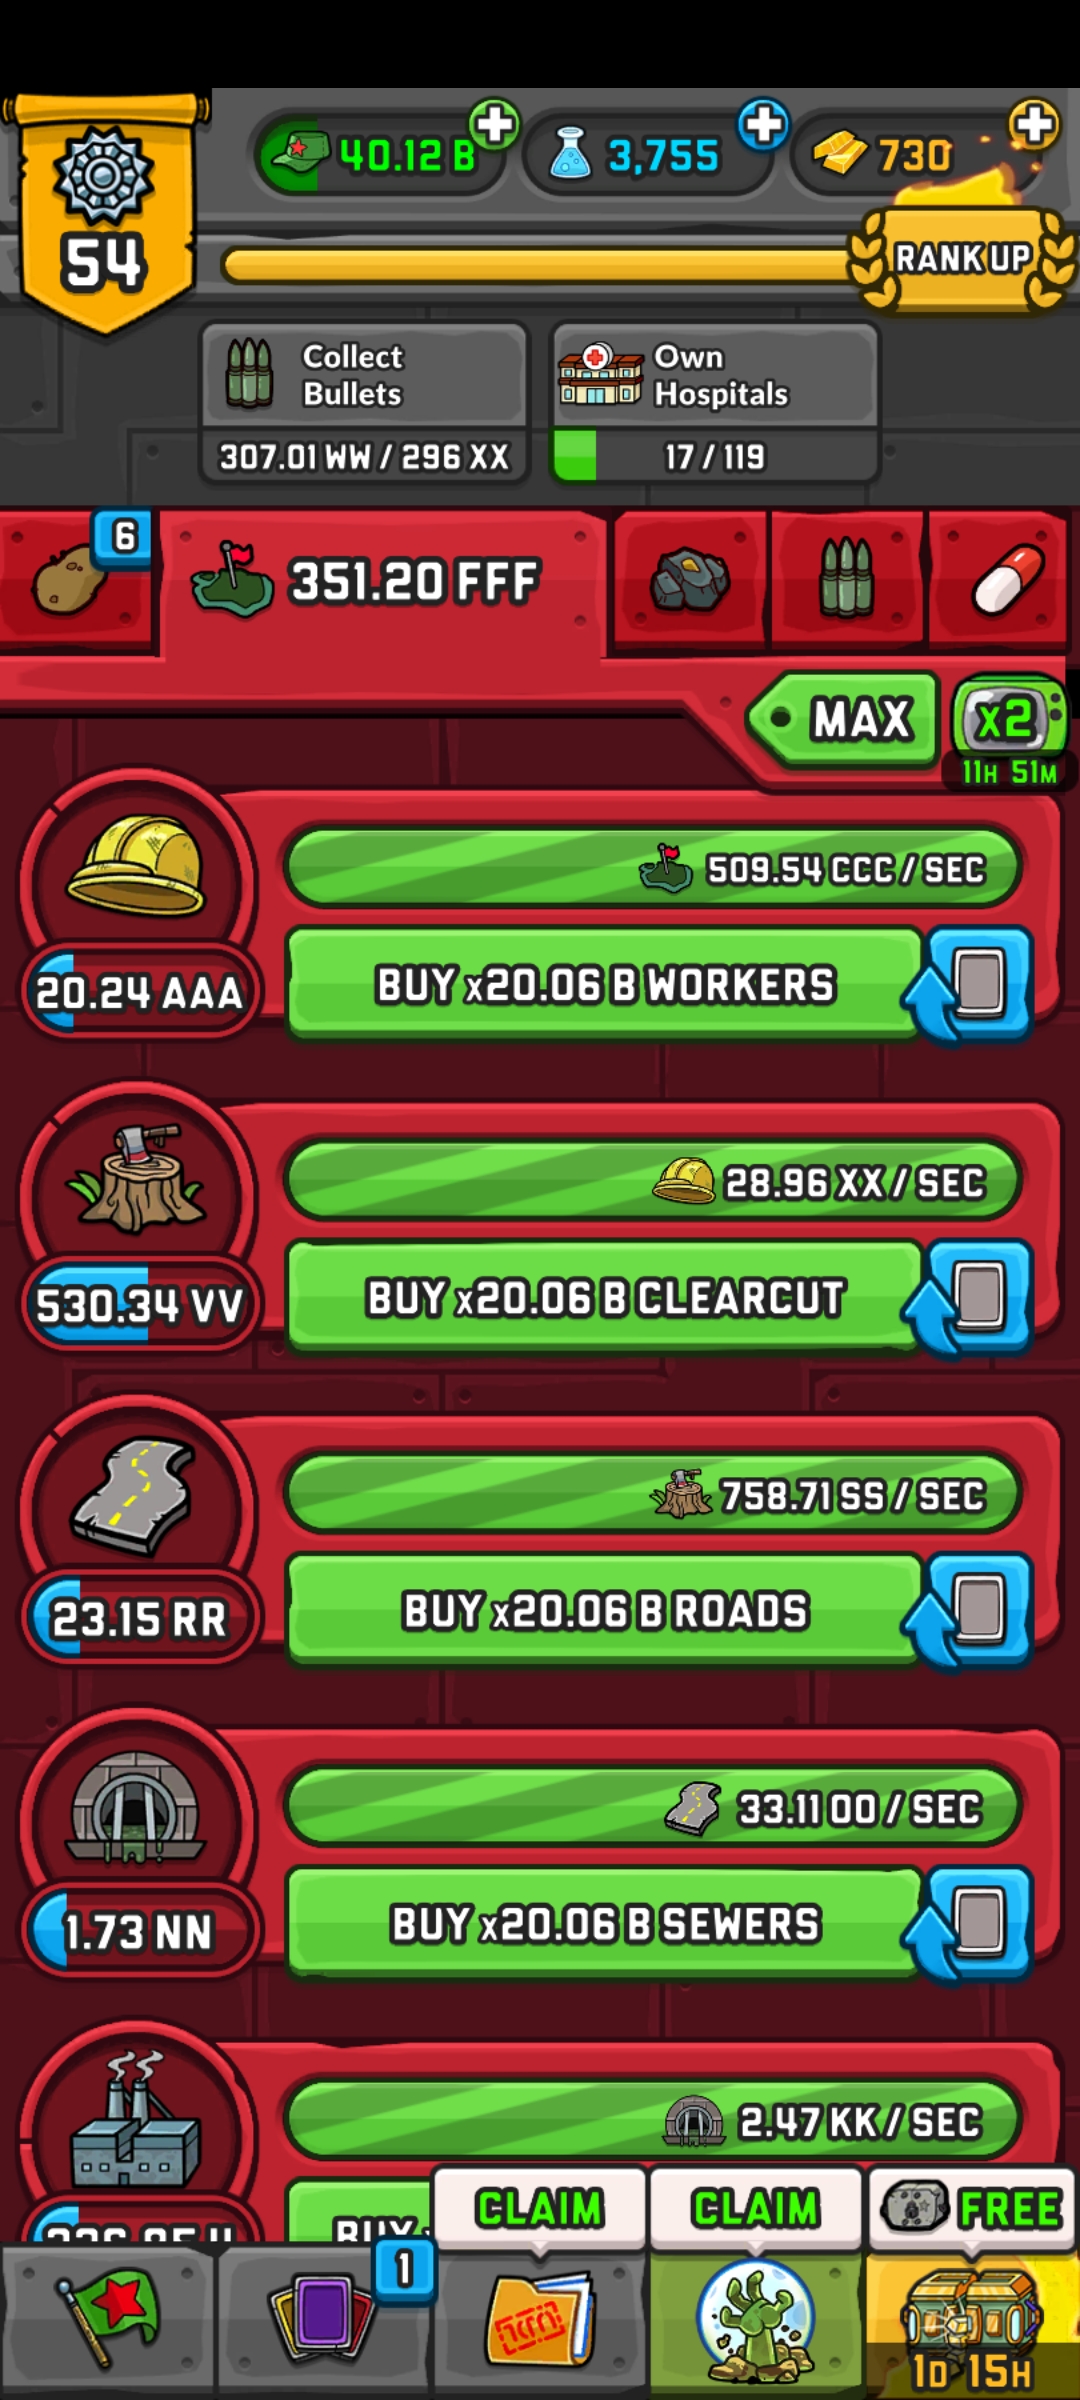 40.12 B
3,755
730
54
RANK UP
Collect
Bullets
307.01 WW / 296 XX
Own
Hospitals
17 / 119
6
351.20 FFF
MAX
x2
11H 51M
509.54 CCC / SEC
20.24 AAA
BUY x20.06 B WORKERS
28.96 XX / SEC
530.34 VV
BUY x20.06 B CLEARCUT
758.71 SS / SEC
23.15 RR
BUY x20.06 B ROADS
33.11 OO / SEC
1.73 NN
BUY x20.06 B SEWERS
2.47 KK / SEC
BUY
CLAIM
CLAIM
FREE
1
1D 15H